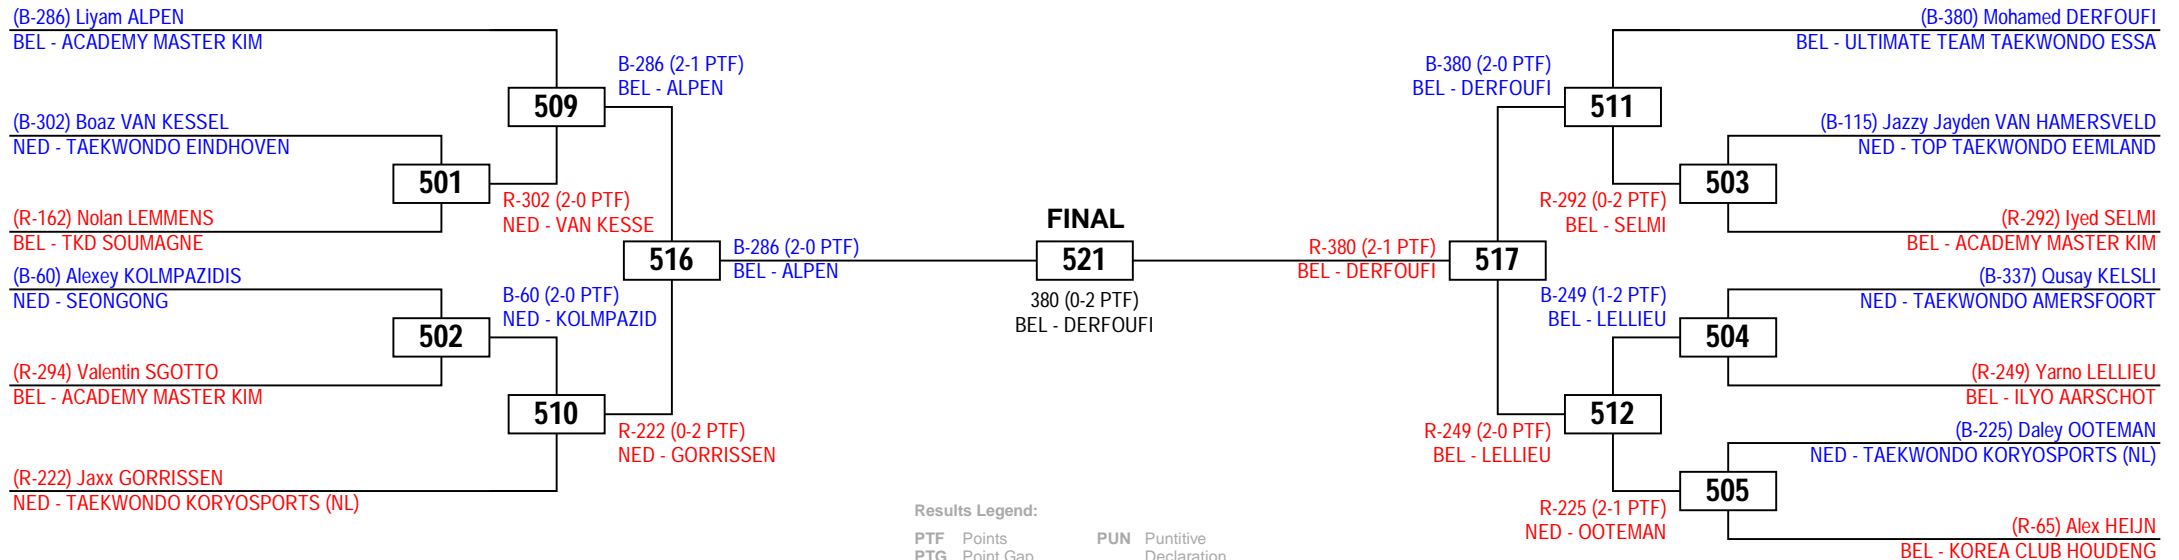 (B-286) Liyam ALPEN
BEL - ACADEMY MASTER KIM
B-286 (2-1 PTF)
BEL - ALPEN
509
(B-302) Boaz VAN KESSEL
NED - TAEKWONDO EINDHOVEN
501
R-302 (2-0 PTF)
NED - VAN KESSE
(R-162) Nolan LEMMENS
BEL - TKD SOUMAGNE
516
B-286 (2-0 PTF)
BEL - ALPEN
(B-60) Alexey KOLMPAZIDIS
NED - SEONGONG
B-60 (2-0 PTF)
NED - KOLMPAZID
502
(R-294) Valentin SGOTTO
BEL - ACADEMY MASTER KIM
510
R-222 (0-2 PTF)
NED - GORRISSEN
(R-222) Jaxx GORRISSEN
NED - TAEKWONDO KORYOSPORTS (NL)
FINAL
521
380 (0-2 PTF)
BEL - DERFOUFI
(B-380) Mohamed DERFOUFI
BEL - ULTIMATE TEAM TAEKWONDO ESSA
B-380 (2-0 PTF)
BEL - DERFOUFI
511
(B-115) Jazzy Jayden VAN HAMERSVELD
NED - TOP TAEKWONDO EEMLAND
503
R-292 (0-2 PTF)
BEL - SELMI
(R-292) Iyed SELMI
BEL - ACADEMY MASTER KIM
R-380 (2-1 PTF)
BEL - DERFOUFI
517
(B-337) Qusay KELSLI
NED - TAEKWONDO AMERSFOORT
B-249 (1-2 PTF)
BEL - LELLIEU
504
(R-249) Yarno LELLIEU
BEL - ILYO AARSCHOT
512
R-249 (2-0 PTF)
BEL - LELLIEU
(B-225) Daley OOTEMAN
NED - TAEKWONDO KORYOSPORTS (NL)
505
R-225 (2-1 PTF)
NED - OOTEMAN
(R-65) Alex HEIJN
BEL - KOREA CLUB HOUDENG
Results Legend:
PTF Points PUN Puntitive
PTG Point Gap Declaration